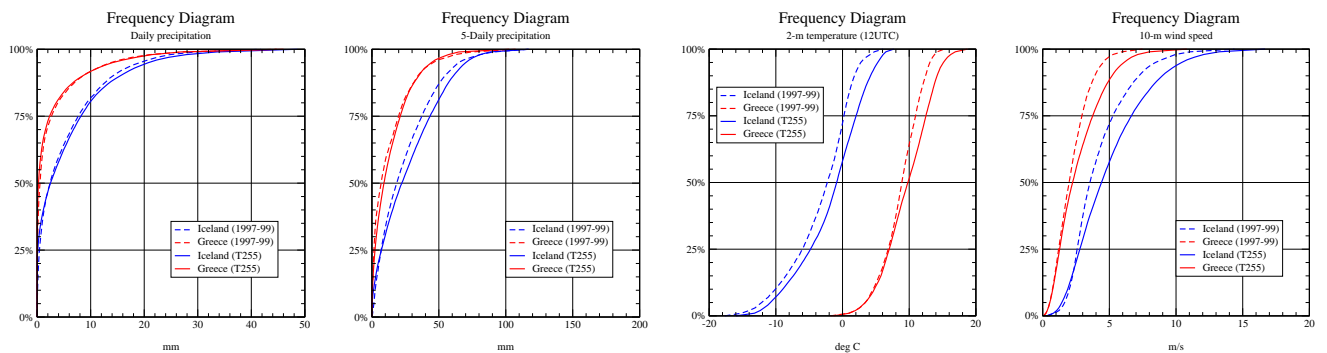 Frequency Diagram
Daily precipitation
100%
75%
50%
25%
0%
0 10 20 30 40 50
mm
Iceland (1997-99)
Greece (1997-99)
Iceland (T255)
Greece (T255)
Frequency Diagram
5-Daily precipitation
100%
75%
50%
25%
0%
0 40 80 120 160 200
mm
Iceland (1997-99)
Greece (1997-99)
Iceland (T255)
Greece (T255)
Frequency Diagram
2-m temperature (12UTC)
100%
75%
50%
25%
0%
-20 -10 0 10 20
deg C
Iceland (1997-99)
Greece (1997-99)
Iceland (T255)
Greece (T255)
Frequency Diagram
10-m wind speed
100%
75%
50%
25%
0%
0 5 10 15 20
m/s
Iceland (1997-99)
Greece (1997-99)
Iceland (T255)
Greece (T255)